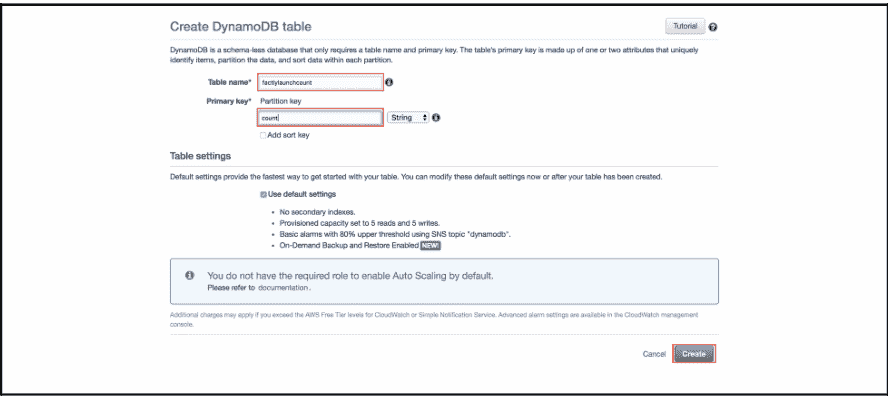 Create DynamoDB table
Tutorial
DynamoDB is a schema-less database that only requires a table name and primary key. The table's primary key is made up of one or two attributes that uniquely
identify items, partition the data, and sort data within each partition.
Table name* factlylaunchcount
Primary key* Partition key
count String
Add sort key
Table settings
Default settings provide the fastest way to get started with your table. You can modify these default settings now or after your table has been created.
Use default settings
• No secondary indexes.
• Provisioned capacity set to 5 reads and 5 writes.
• Basic alarms with 80% upper threshold using SNS topic "dynamodb".
• On-Demand Backup and Restore Enabled NEW!
You do not have the required role to enable Auto Scaling by default.
Please refer to documentation.
Additional charges may apply if you exceed the AWS Free Tier levels for CloudWatch or Simple Notification Service. Advanced alarm settings are available in the CloudWatch management
console.
Cancel Create